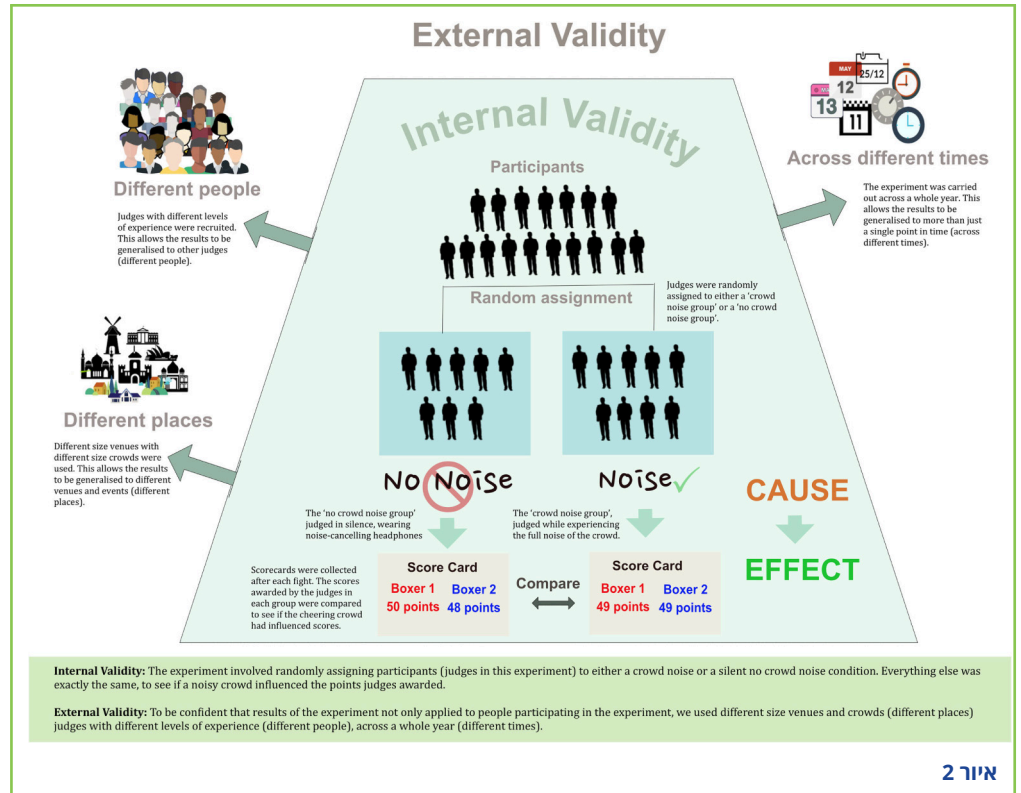 External Validity
Internal Validity
Different people
Judges with different levels
of experience were recruited.
This allows the results to be
generalised to other judges
(different people).
MAY
12
25/12
13
11
Across different times
The experiment was carried
out across a whole year. This
allows the results to be
generalised to more than just
a single point in time (across
different times).
Participants
Random assignment
Judges were randomly
assigned to either a ‘crowd
noise group’ or a ‘no crowd
noise group’.
Different places
Different size venues with
different size crowds were
used. This allows the results
to be generalised to different
venues and events (different
places).
NO NOISE
NOISE
The ‘no crowd noise group’
judged in silence, wearing
noise-cancelling headphones
The ‘crowd noise group’,
judged while experiencing
the full noise of the crowd.
CAUSE
EFFECT
Scorecards were collected
after each fight. The scores
awarded by the judges in
each group were compared
to see if the cheering crowd
had influenced scores.
Score Card
Boxer 1 Boxer 2
50 points 48 points
Compare
Score Card
Boxer 1 Boxer 2
49 points 49 points
Internal Validity: The experiment involved randomly assigning participants (judges in this experiment) to either a crowd noise or a silent no crowd noise condition. Everything else was
exactly the same, to see if a noisy crowd influenced the points judges awarded.
External Validity: To be confident that results of the experiment not only applied to people participating in the experiment, we used different size venues and crowds (different places)
judges with different levels of experience (different people), across a whole year (different times).
איור 2